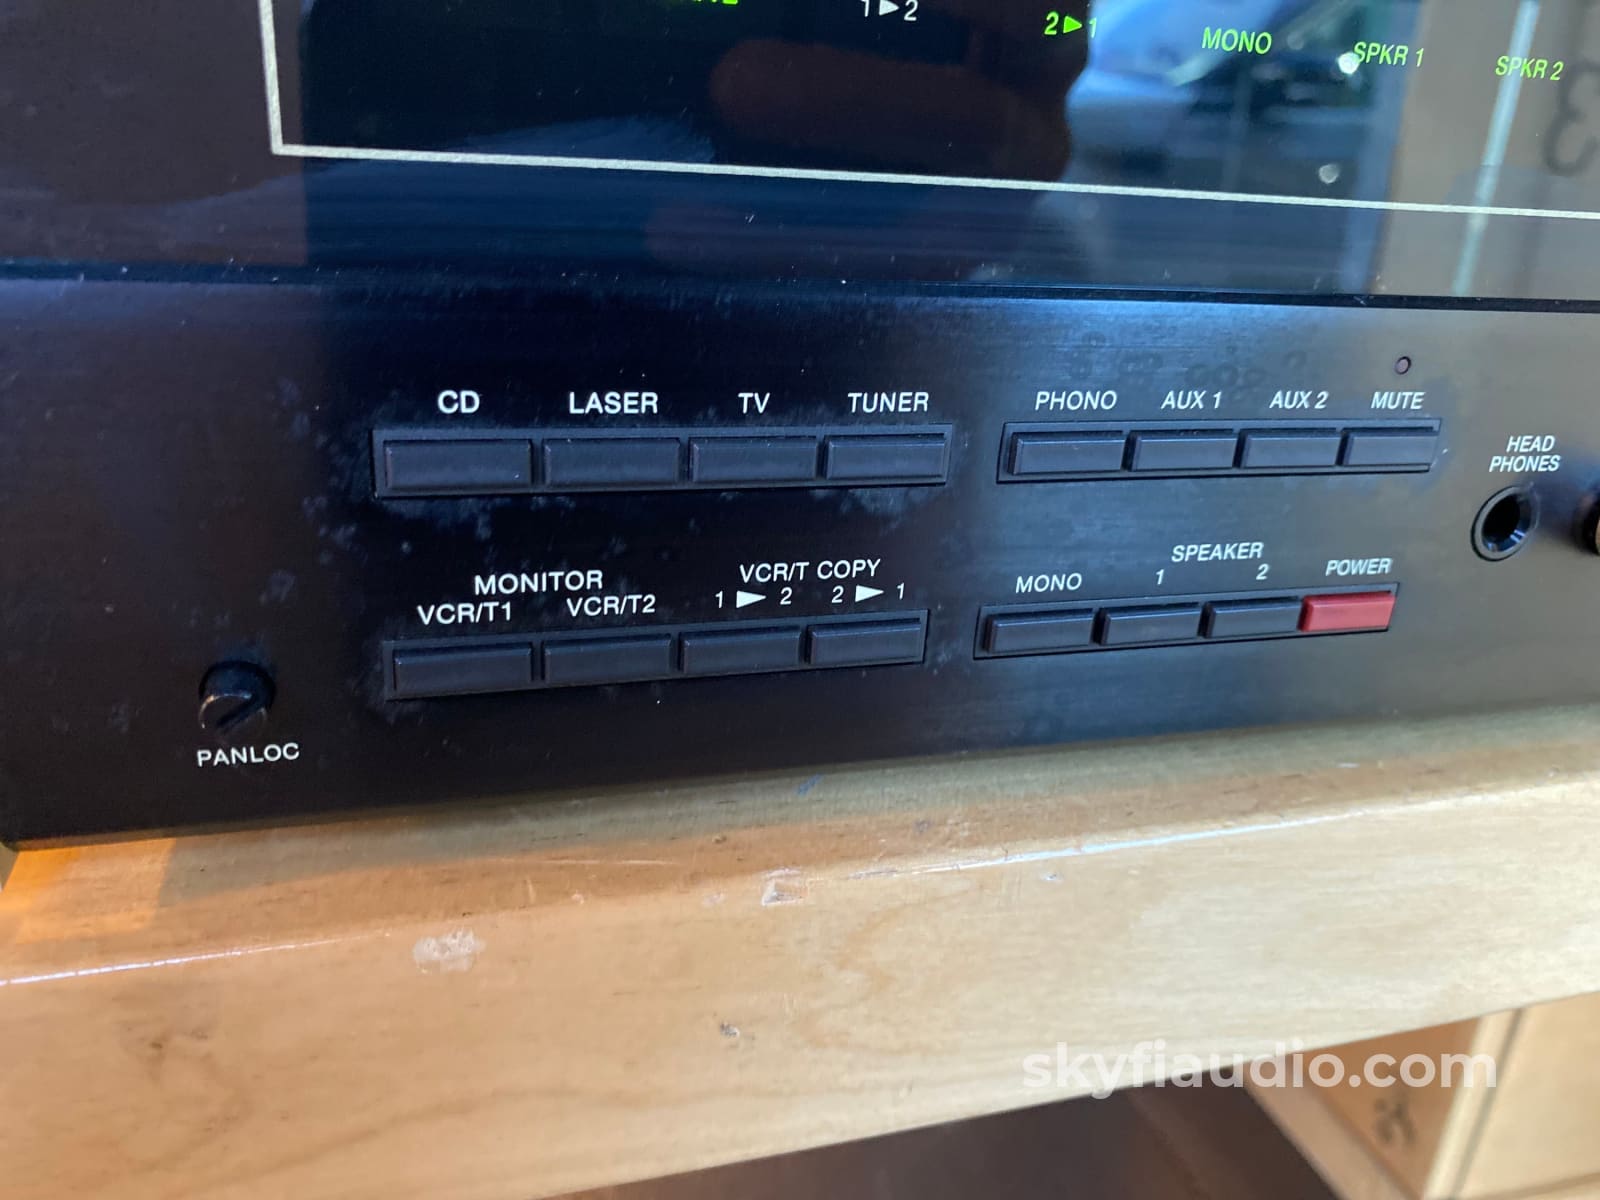 1▶2
2▶1
MONO
SPKR 1
SPKR 2
CD LASER TV TUNER
PHONO AUX 1 AUX 2 MUTE
HEAD
PHONES
MONITOR
VCR/T1 VCR/T2
VCR/T COPY
1 ▶ 2 2 ▶ 1
SPEAKER
MONO 1 2 POWER
PANLOC
skyfiaudio.com